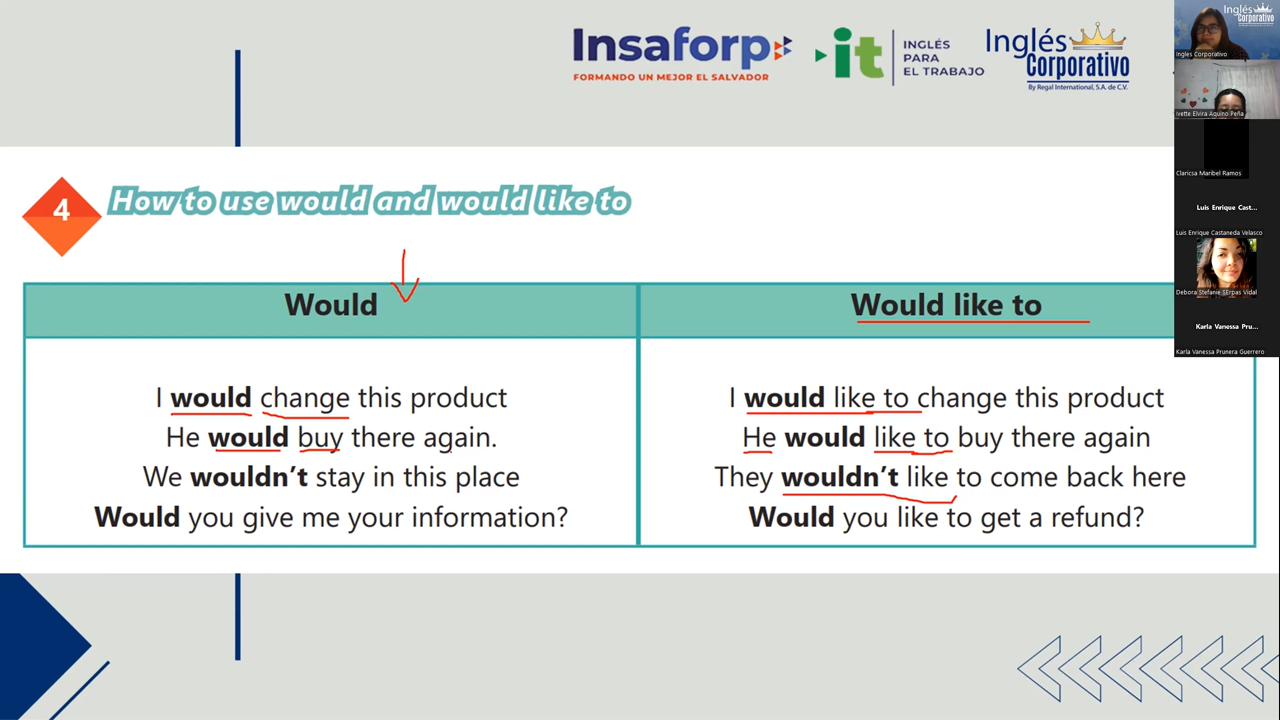 Insaforp
FORMANDO UN MEJOR EL SALVADOR
it
INGLÉS
PARA
EL TRABAJO
Inglés
Corporativo
By Regal International, S.A. de C.V.
Inglés
Corporativo
Ingles Corporativo
Ivette Elvira Aquino Peña
Claricsa Maribel Ramos
Luis Enrique Cast...
Luis Enrique Castaneda Velasco
Debora Stefanie SErpas Vidal
Karla Vanessa Pru...
Karla Vanessa Prunera Guerrero
4
How to use would and would like to
Would
I would change this product
He would buy there again.
We wouldn't stay in this place
Would you give me your information?
Would like to
I would like to change this product
He would like to buy there again
They wouldn't like to come back here
Would you like to get a refund?